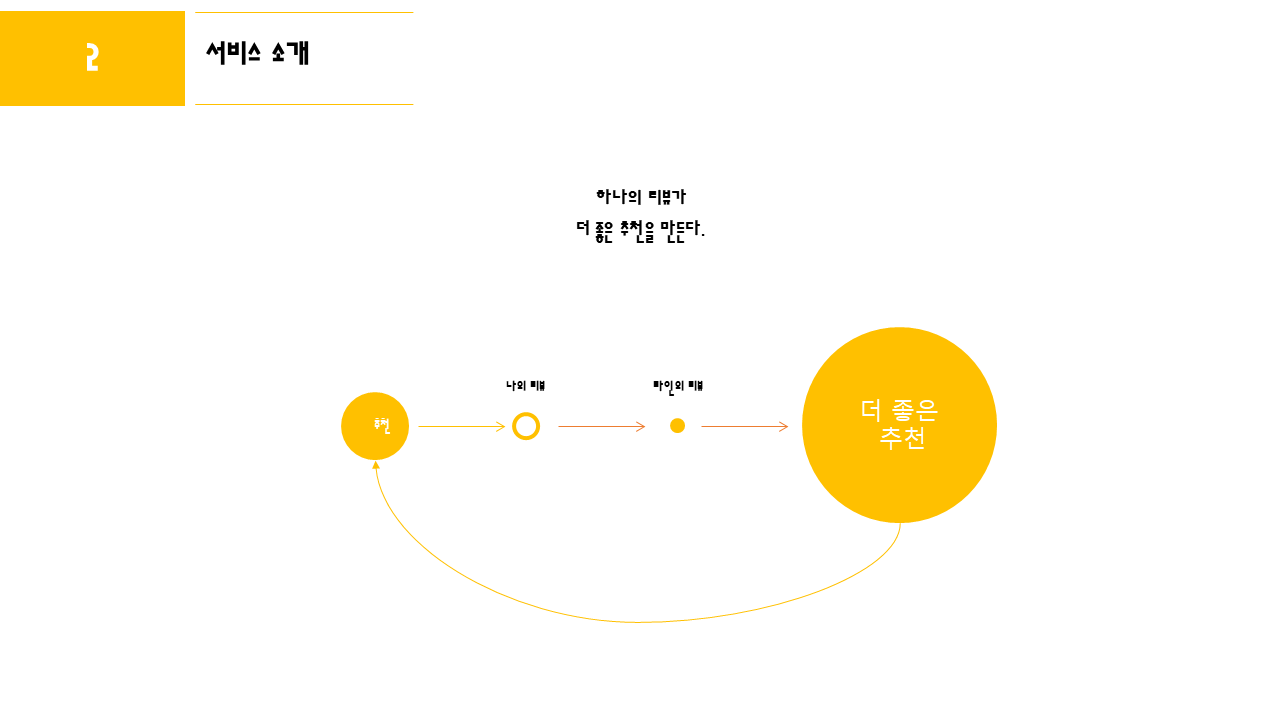 2
서비스 소개
하나의 리뷰가
더 좋은 추천을 만든다.
나의 리뷰
타인의 리뷰
추천
더 좋은
추천